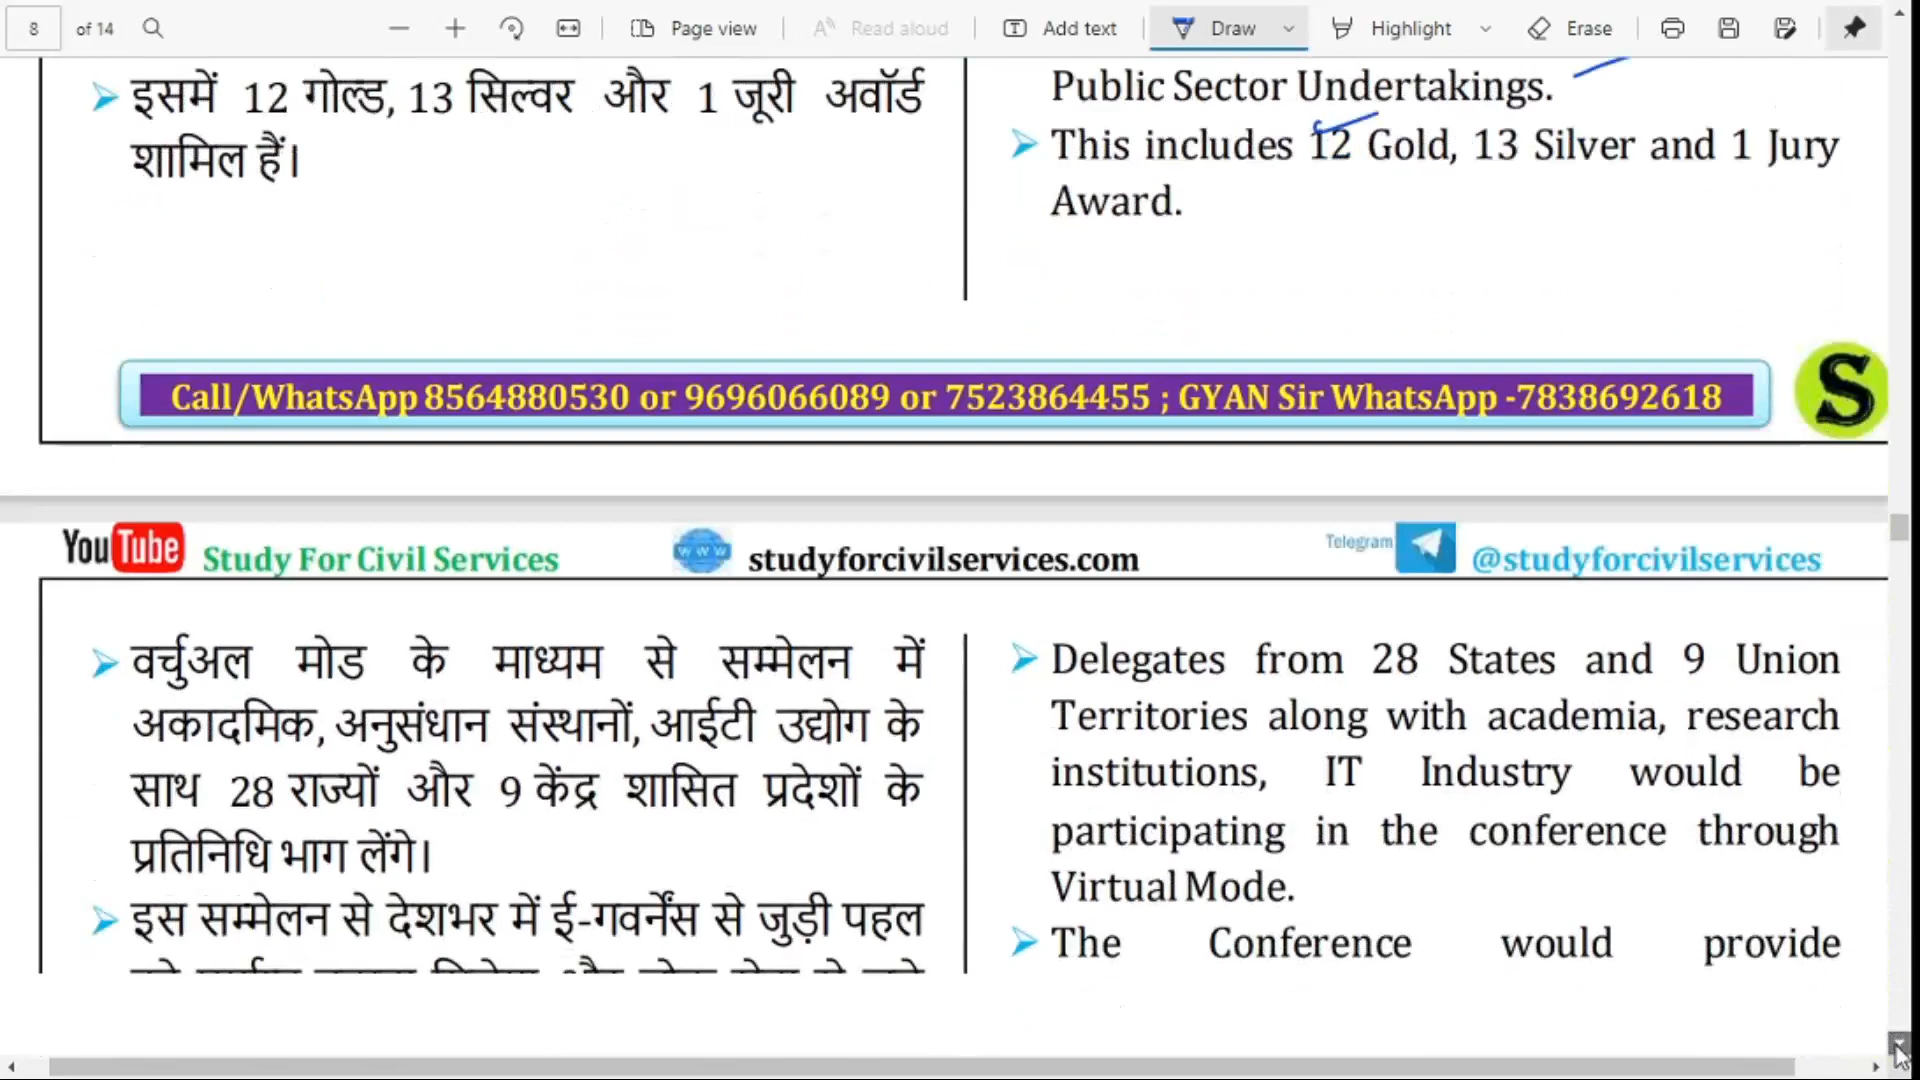 8 of 14 Page view Read aloud Add text Draw Highlight Erase
इसमें 12 गोल्ड, 13 सिल्वर और 1 जूरी अवॉर्ड
शामिल हैं।
Public Sector Undertakings.
This includes 12 Gold, 13 Silver and 1 Jury
Award.
Call/WhatsApp 8564880530 or 9696066089 or 7523864455 ; GYAN Sir WhatsApp -7838692618
S
YouTube Study For Civil Services www studyforcivilservices.com Telegram @studyforcivilservices
वर्चुअल मोड के माध्यम से सम्मेलन में
अकादमिक, अनुसंधान संस्थानों, आईटी उद्योग के
साथ 28 राज्यों और 9 केंद्र शासित प्रदेशों के
प्रतिनिधि भाग लेंगे।
इस सम्मेलन से देशभर में ई-गवर्नेंस से जुड़ी पहल
Delegates from 28 States and 9 Union
Territories along with academia, research
institutions, IT Industry would be
participating in the conference through
Virtual Mode.
The Conference would provide